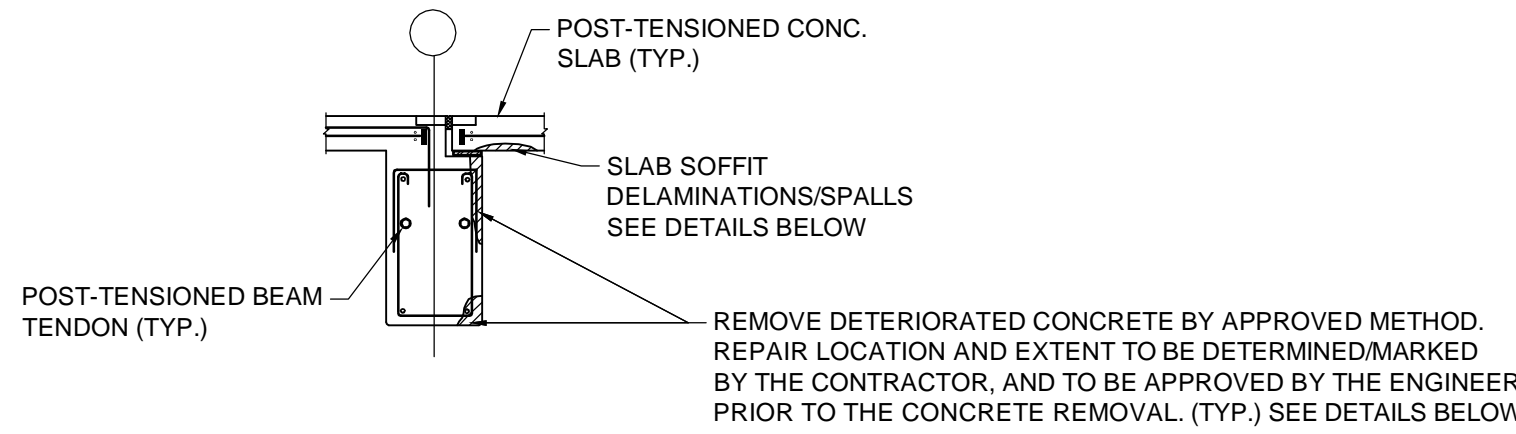 POST-TENSIONED CONC.
SLAB (TYP.)
SLAB SOFFIT
DELAMINATIONS/SPALLS
SEE DETAILS BELOW
POST-TENSIONED BEAM
TENDON (TYP.)
REMOVE DETERIORATED CONCRETE BY APPROVED METHOD.
REPAIR LOCATION AND EXTENT TO BE DETERMINED/MARKED
BY THE CONTRACTOR, AND TO BE APPROVED BY THE ENGINEER
PRIOR TO THE CONCRETE REMOVAL. (TYP.) SEE DETAILS BELOW